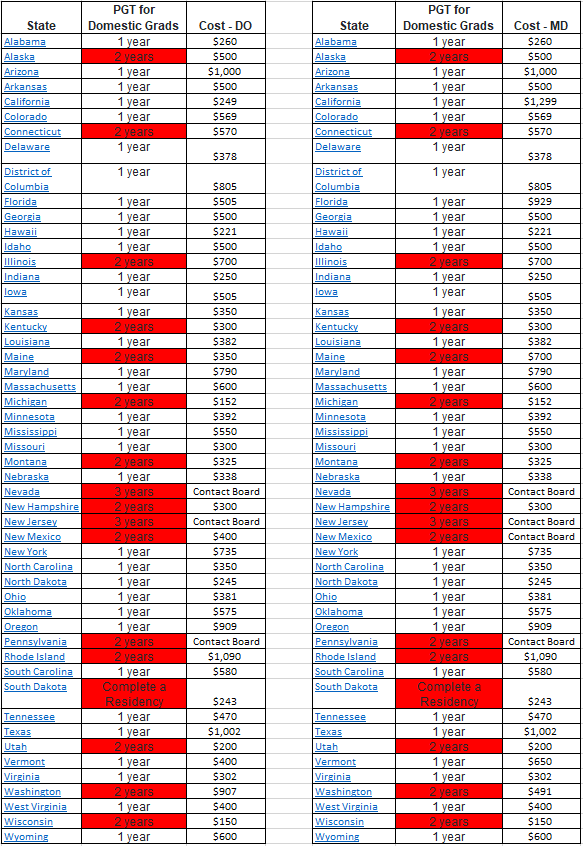 State PGT for Domestic Grads Cost - DO State PGT for Domestic Grads Cost - MD
Alabama 1 year $260 Alabama 1 year $260
Alaska 2 years $500 Alaska 2 years $500
Arizona 1 year $1,000 Arizona 1 year $1,000
Arkansas 1 year $500 Arkansas 1 year $500
California 1 year $249 California 1 year $1,299
Colorado 1 year $569 Colorado 1 year $569
Connecticut 2 years $570 Connecticut 2 years $570
Delaware 1 year $378 Delaware 1 year $378
District of Columbia 1 year $805 District of Columbia 1 year $805
Florida 1 year $505 Florida 1 year $929
Georgia 1 year $500 Georgia 1 year $500
Hawaii 1 year $221 Hawaii 1 year $221
Idaho 1 year $500 Idaho 1 year $500
Illinois 2 years $700 Illinois 2 years $700
Indiana 1 year $250 Indiana 1 year $250
Iowa 1 year $505 Iowa 1 year $505
Kansas 1 year $350 Kansas 1 year $350
Kentucky 2 years $300 Kentucky 2 years $300
Louisiana 1 year $382 Louisiana 1 year $382
Maine 2 years $350 Maine 2 years $700
Maryland 1 year $790 Maryland 1 year $790
Massachusetts 1 year $600 Massachusetts 1 year $600
Michigan 2 years $152 Michigan 2 years $152
Minnesota 1 year $392 Minnesota 1 year $392
Mississippi 1 year $550 Mississippi 1 year $550
Missouri 1 year $300 Missouri 1 year $300
Montana 2 years $325 Montana 2 years $325
Nebraska 1 year $338 Nebraska 1 year $338
Nevada 3 years Contact Board Nevada 3 years Contact Board
New Hampshire 2 years $300 New Hampshire 2 years $300
New Jersey 3 years Contact Board New Jersey 3 years Contact Board
New Mexico 2 years $400 New Mexico 2 years Contact Board
New York 1 year $735 New York 1 year $735
North Carolina 1 year $350 North Carolina 1 year $350
North Dakota 1 year $245 North Dakota 1 year $245
Ohio 1 year $381 Ohio 1 year $381
Oklahoma 1 year $575 Oklahoma 1 year $575
Oregon 1 year $909 Oregon 1 year $909
Pennsylvania 2 years Contact Board Pennsylvania 2 years Contact Board
Rhode Island 2 years $1,090 Rhode Island 2 years $1,090
South Carolina 1 year $580 South Carolina 1 year $580
South Dakota Complete a Residency $243 South Dakota Complete a Residency $243
Tennessee 1 year $470 Tennessee 1 year $470
Texas 1 year $1,002 Texas 1 year $1,002
Utah 2 years $200 Utah 2 years $200
Vermont 1 year $400 Vermont 1 year $650
Virginia 1 year $302 Virginia 1 year $302
Washington 2 years $907 Washington 2 years $491
West Virginia 1 year $400 West Virginia 1 year $400
Wisconsin 2 years $150 Wisconsin 2 years $150
Wyoming 1 year $600 Wyoming 1 year $600